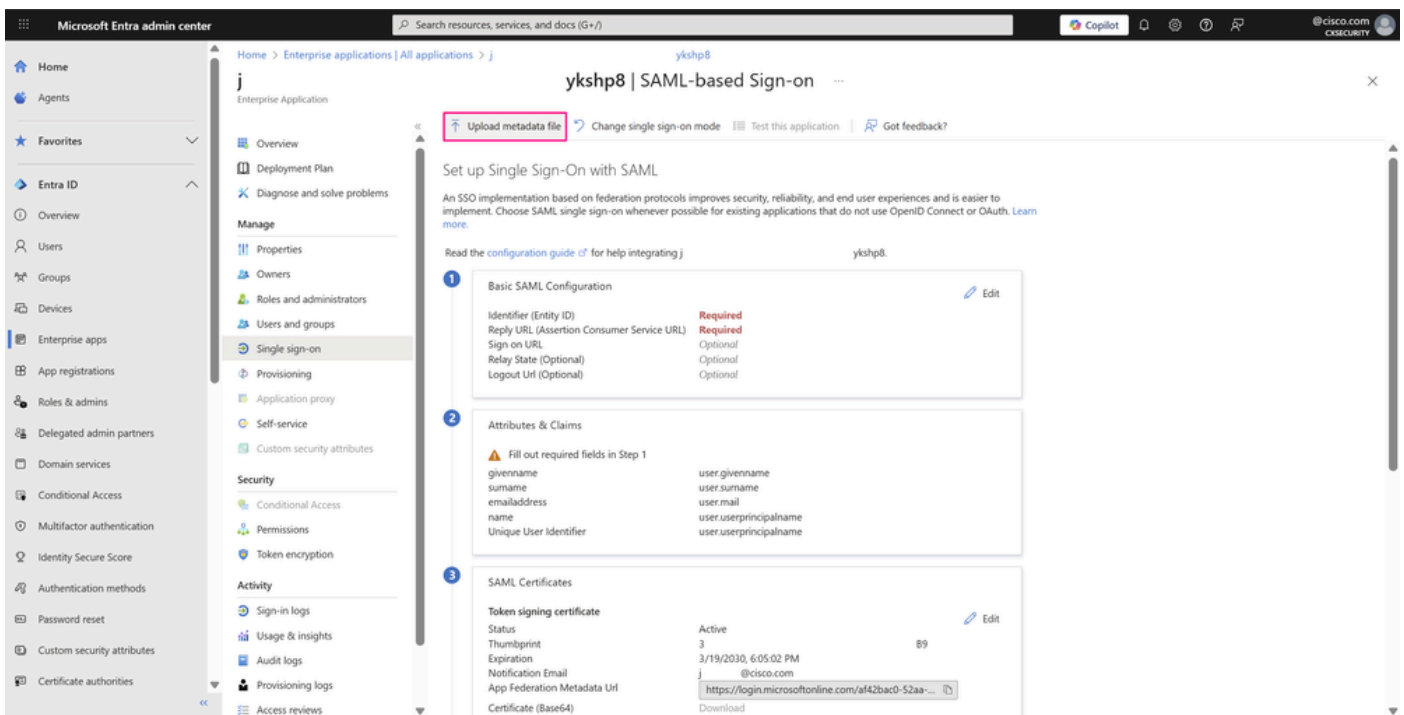 Microsoft Entra admin center
Search resources, services, and docs (G+/)
Copilot
@cisco.com
CXSECURITY
Home
Agents
Favorites
Entra ID
Overview
Users
Groups
Devices
Enterprise apps
App registrations
Roles & admins
Delegated admin partners
Domain services
Conditional Access
Multifactor authentication
Identity Secure Score
Authentication methods
Password reset
Custom security attributes
Certificate authorities
<<
Home > Enterprise applications | All applications > j ykshp8
j ykshp8 | SAML-based Sign-on ...
Enterprise Application
Overview
Deployment Plan
Diagnose and solve problems
Manage
Properties
Owners
Roles and administrators
Users and groups
Single sign-on
Provisioning
Application proxy
Self-service
Custom security attributes
Security
Conditional Access
Permissions
Token encryption
Activity
Sign-in logs
Usage & insights
Audit logs
Provisioning logs
Access reviews
<<
Upload metadata file Change single sign-on mode Test this application | Got feedback?
Set up Single Sign-On with SAML
An SSO implementation based on federation protocols improves security, reliability, and end user experiences and is easier to
implement. Choose SAML single sign-on whenever possible for existing applications that do not use OpenID Connect or OAuth. Learn
more.
Read the configuration guide for help integrating j ykshp8.
1
Basic SAML Configuration
Edit
Identifier (Entity ID) Required
Reply URL (Assertion Consumer Service URL) Required
Sign on URL Optional
Relay State (Optional) Optional
Logout Url (Optional) Optional
2
Attributes & Claims
Fill out required fields in Step 1
givenname user.givenname
surname user.surname
emailaddress user.mail
name user.userprincipalname
Unique User Identifier user.userprincipalname
3
SAML Certificates
Token signing certificate
Edit
Status Active
Thumbprint 3 B9
Expiration 3/19/2030, 6:05:02 PM
Notification Email j @cisco.com
App Federation Metadata Url https://login.microsoftonline.com/af42bac0-52aa-...
Certificate (Base64) Download